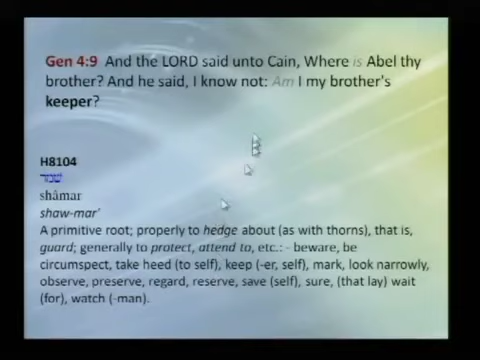 Gen 4:9 And the LORD said unto Cain, Where is Abel thy
brother? And he said, I know not: Am I my brother's
keeper?
H8104
שׁמר
shâmar
shaw-mar'
A primitive root; properly to hedge about (as with thorns), that is,
guard; generally to protect, attend to, etc.: - beware, be
circumspect, take heed (to self), keep (-er, self), mark, look narrowly,
observe, preserve, regard, reserve, save (self), sure, (that lay) wait
(for), watch (-man).